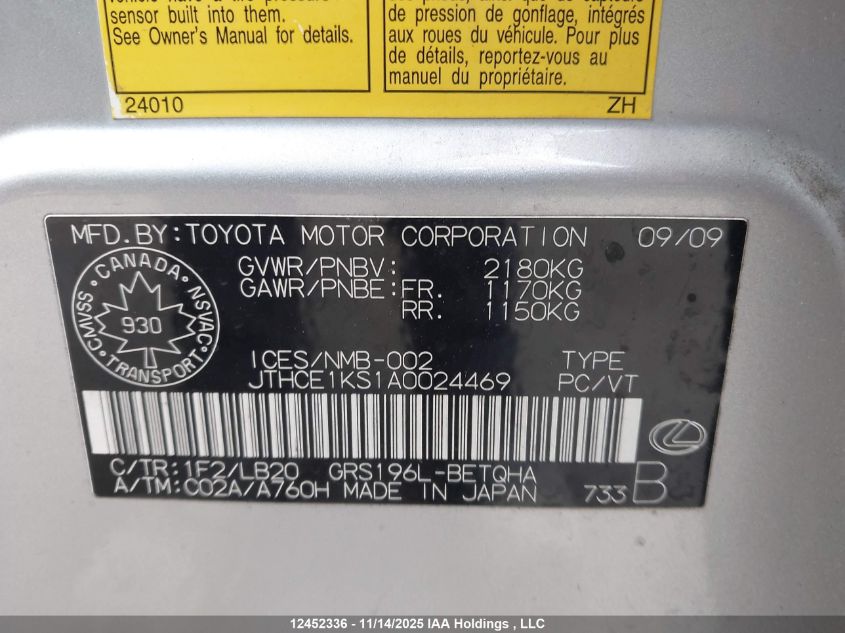 sensor built into them.
See Owner's Manual for details.
24010
de pression de gonflage, intégrés
aux roues du véhicule. Pour plus
de détails, reportez-vous au
manuel du propriétaire.
ZH
MFD.BY:TOYOTA MOTOR CORPORATION 09/09
CANADA
CMVSS NSVAC
930
TRANSPORT
GVWR/PNBV: 2180KG
GAWR/PNBE:FR. 1170KG
RR. 1150KG
ICES/NMB-002 TYPE
JTHCE1KS1A0024469 PC/VT
C/TR:1F2/LB20 GRS196L-BETQHA
A/TM:C02A/A760H MADE IN JAPAN 733 B
12452336 - 11/14/2025 IAA Holdings , LLC